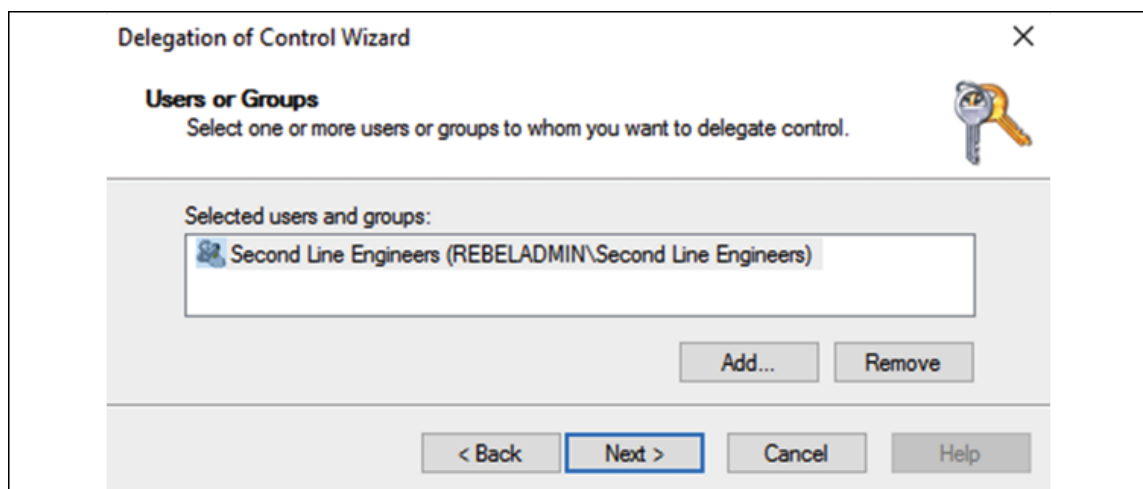 Delegation of Control Wizard
Users or Groups
Select one or more users or groups to whom you want to delegate control.
Selected users and groups:
Second Line Engineers (REBELADMIN\Second Line Engineers)
Add... Remove
< Back Next > Cancel Help